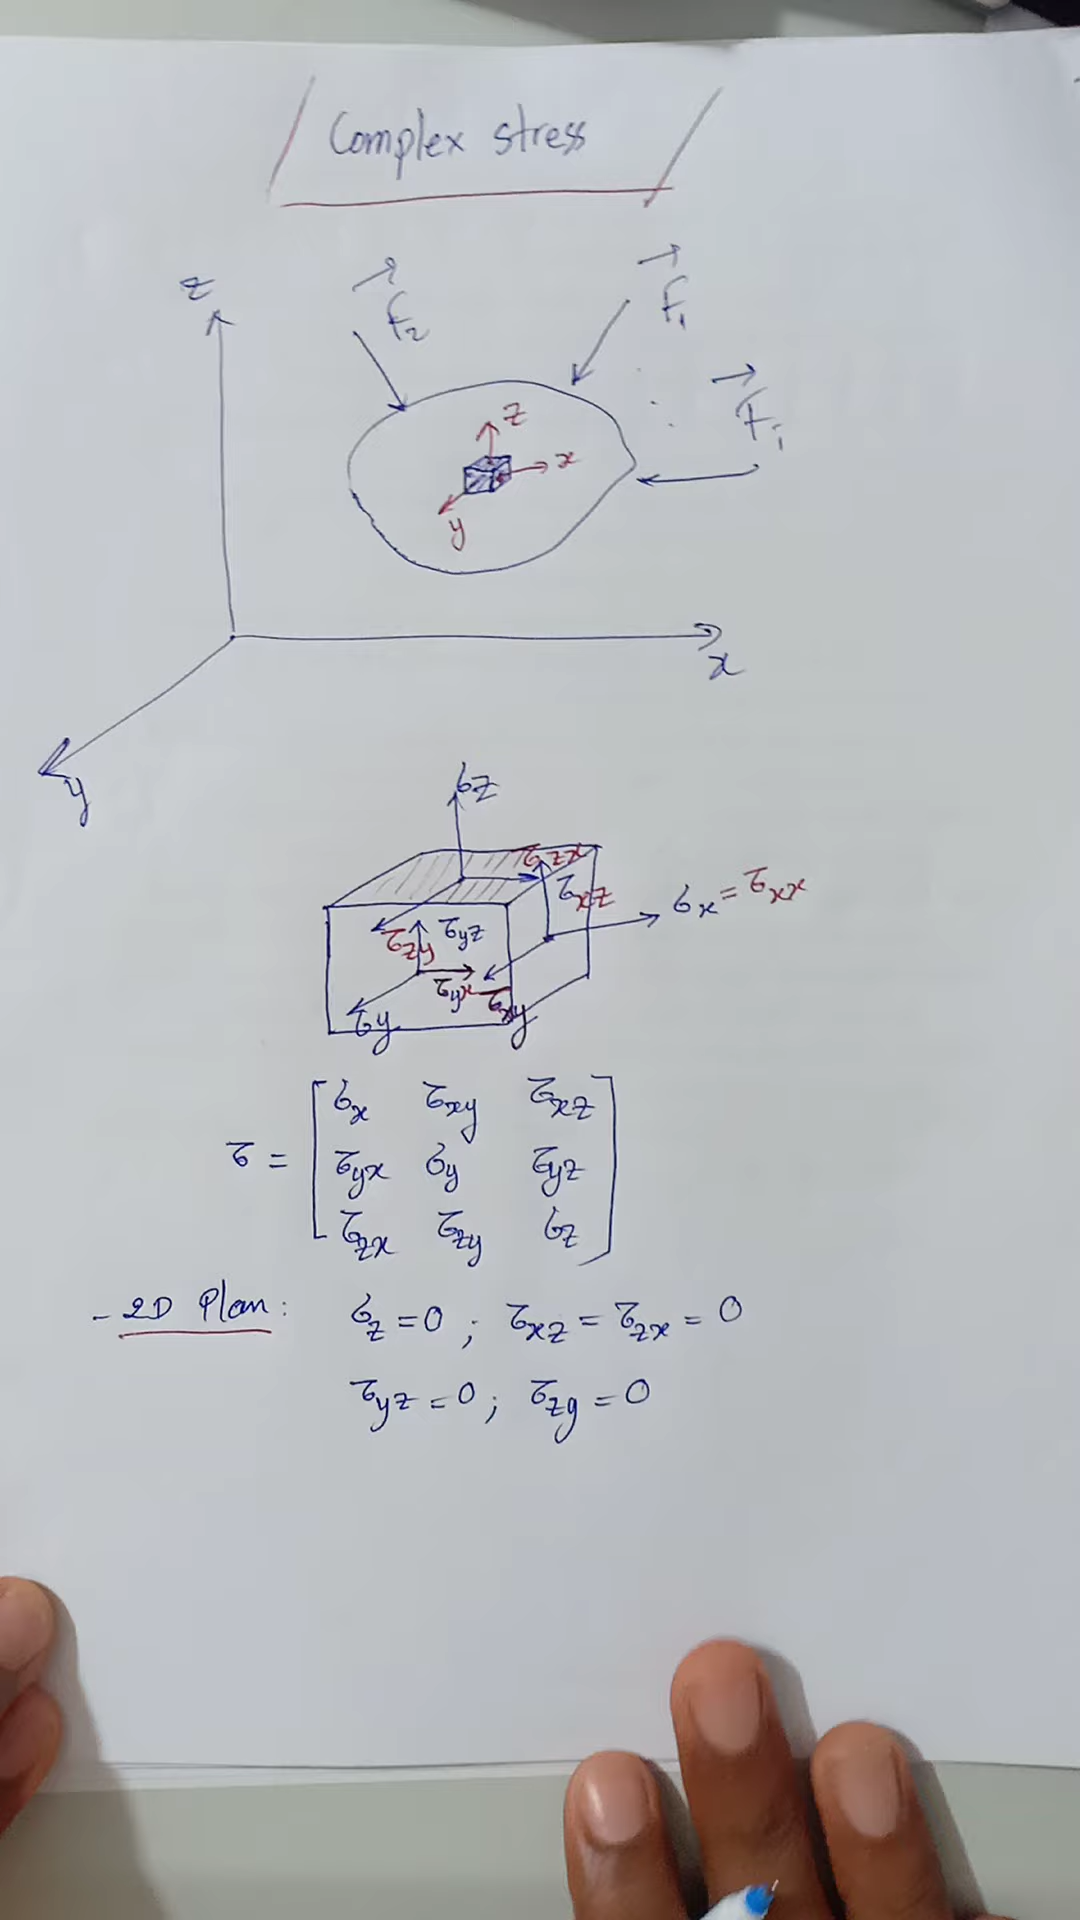 Complex stress
z
F₂
F₁
Fᵢ
z
x
y
x
y
σz
τzx
τxz
σx = τxx
τyz
τzy
τyx
τxy
σy
τ = [ σx τxy τxz
τyx σy τyz
τzx τzy σz ]
- 2D Plan: σz = 0 ; τxz = τzx = 0
τyz = 0 ; τzy = 0